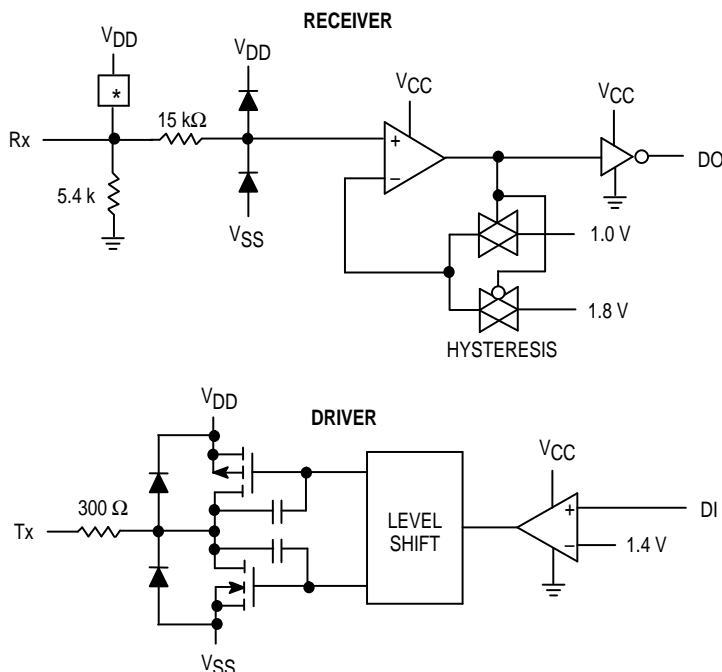 RECEIVER
VDD
*
VDD
Rx
15 kΩ
5.4 k
VSS
VCC
+
−
VCC
DO
1.0 V
1.8 V
HYSTERESIS
DRIVER
VDD
VCC
300 Ω
Tx
LEVEL
SHIFT
+
−
DI
1.4 V
VSS